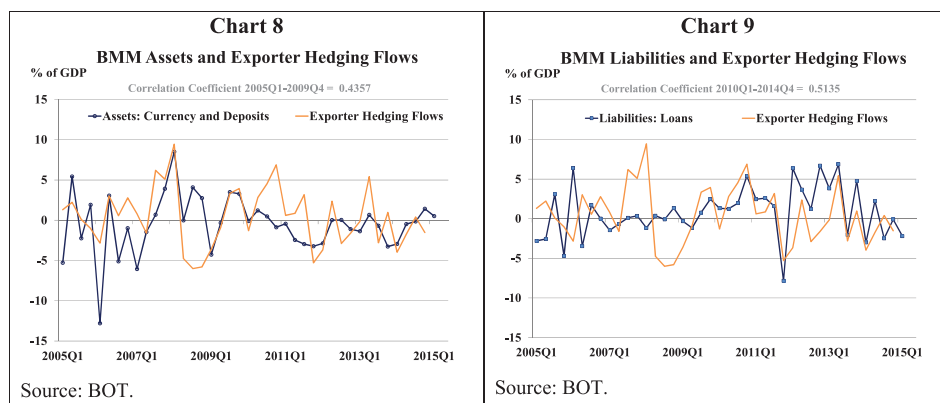 Chart 8
BMM Assets and Exporter Hedging Flows
% of GDP
Correlation Coefficient 2005Q1-2009Q4 = 0.4357
Assets: Currency and Deposits
Exporter Hedging Flows
15
10
5
0
-5
-10
-15
2005Q1 2007Q1 2009Q1 2011Q1 2013Q1 2015Q1
Source: BOT.
Chart 9
BMM Liabilities and Exporter Hedging Flows
% of GDP
Correlation Coefficient 2010Q1-2014Q4 = 0.5135
Liabilities: Loans
Exporter Hedging Flows
15
10
5
0
-5
-10
-15
2005Q1 2007Q1 2009Q1 2011Q1 2013Q1 2015Q1
Source: BOT.